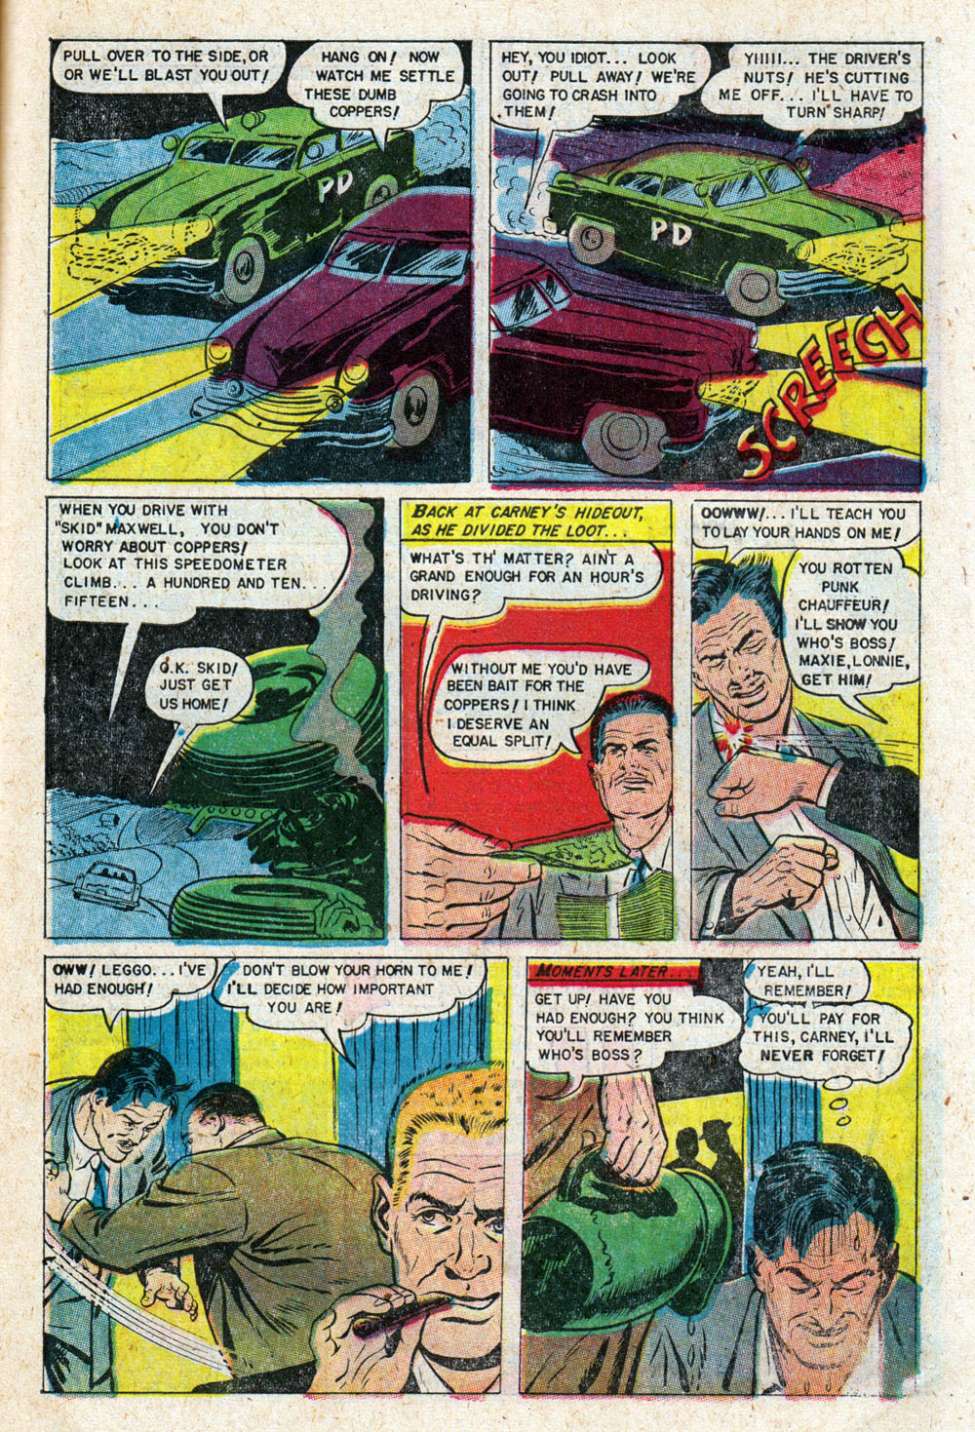 PULL OVER TO THE SIDE, OR
OR WE'LL BLAST YOU OUT!
HANG ON! NOW
WATCH ME SETTLE
THESE DUMB
COPPERS!
PD
HEY, YOU IDIOT... LOOK
OUT! PULL AWAY! WE'RE
GOING TO CRASH INTO
THEM!
YIIIII... THE DRIVER'S
NUTS! HE'S CUTTING
ME OFF... I'LL HAVE TO
TURN SHARP!
PD
SCREECH
WHEN YOU DRIVE WITH
"SKID" MAXWELL, YOU DON'T
WORRY ABOUT COPPERS!
LOOK AT THIS SPEEDOMETER
CLIMB... A HUNDRED AND TEN...
FIFTEEN...
O.K. SKID!
JUST GET
US HOME!
BACK AT CARNEY'S HIDEOUT,
AS HE DIVIDED THE LOOT...
WHAT'S TH' MATTER? AIN'T A
GRAND ENOUGH FOR AN HOUR'S
DRIVING?
WITHOUT ME YOU'D HAVE
BEEN BAIT FOR THE
COPPERS! I THINK
I DESERVE AN
EQUAL SPLIT!
OOWWW!... I'LL TEACH YOU
TO LAY YOUR HANDS ON ME!
YOU ROTTEN
PUNK
CHAUFFEUR!
I'LL SHOW YOU
WHO'S BOSS!
MAXIE, LONNIE,
GET HIM!
OWW! LEGGO... I'VE
HAD ENOUGH!
DON'T BLOW YOUR HORN TO ME!
I'LL DECIDE HOW IMPORTANT
YOU ARE!
MOMENTS LATER...
GET UP! HAVE YOU
HAD ENOUGH? YOU THINK
YOU'LL REMEMBER
WHO'S BOSS?
YEAH, I'LL
REMEMBER!
YOU'LL PAY FOR
THIS, CARNEY, I'LL
NEVER FORGET!